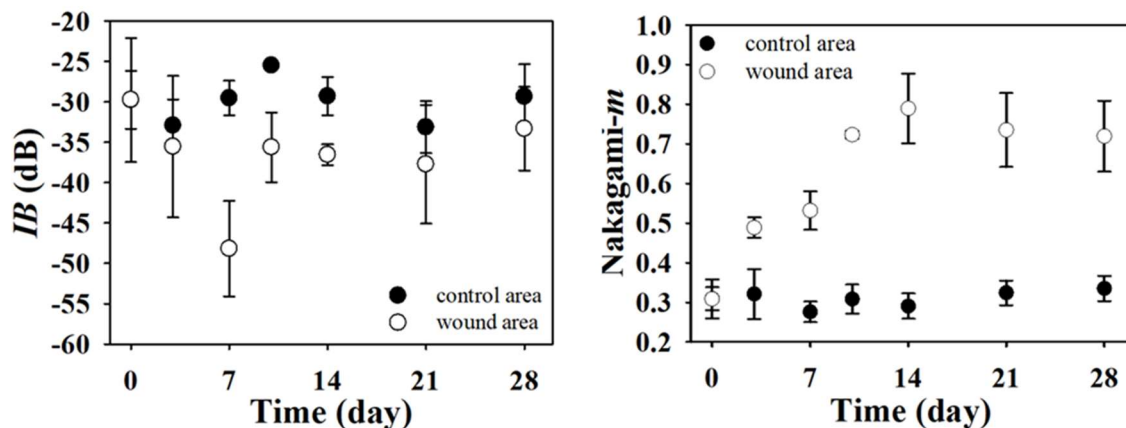 -20
-25
-30
-35
-40
-45
-50
-55
-60
IB (dB)
control area
wound area
0 7 14 21 28
Time (day)
1.0
0.9
0.8
0.7
0.6
0.5
0.4
0.3
0.2
Nakagami-m
control area
wound area
0 7 14 21 28
Time (day)